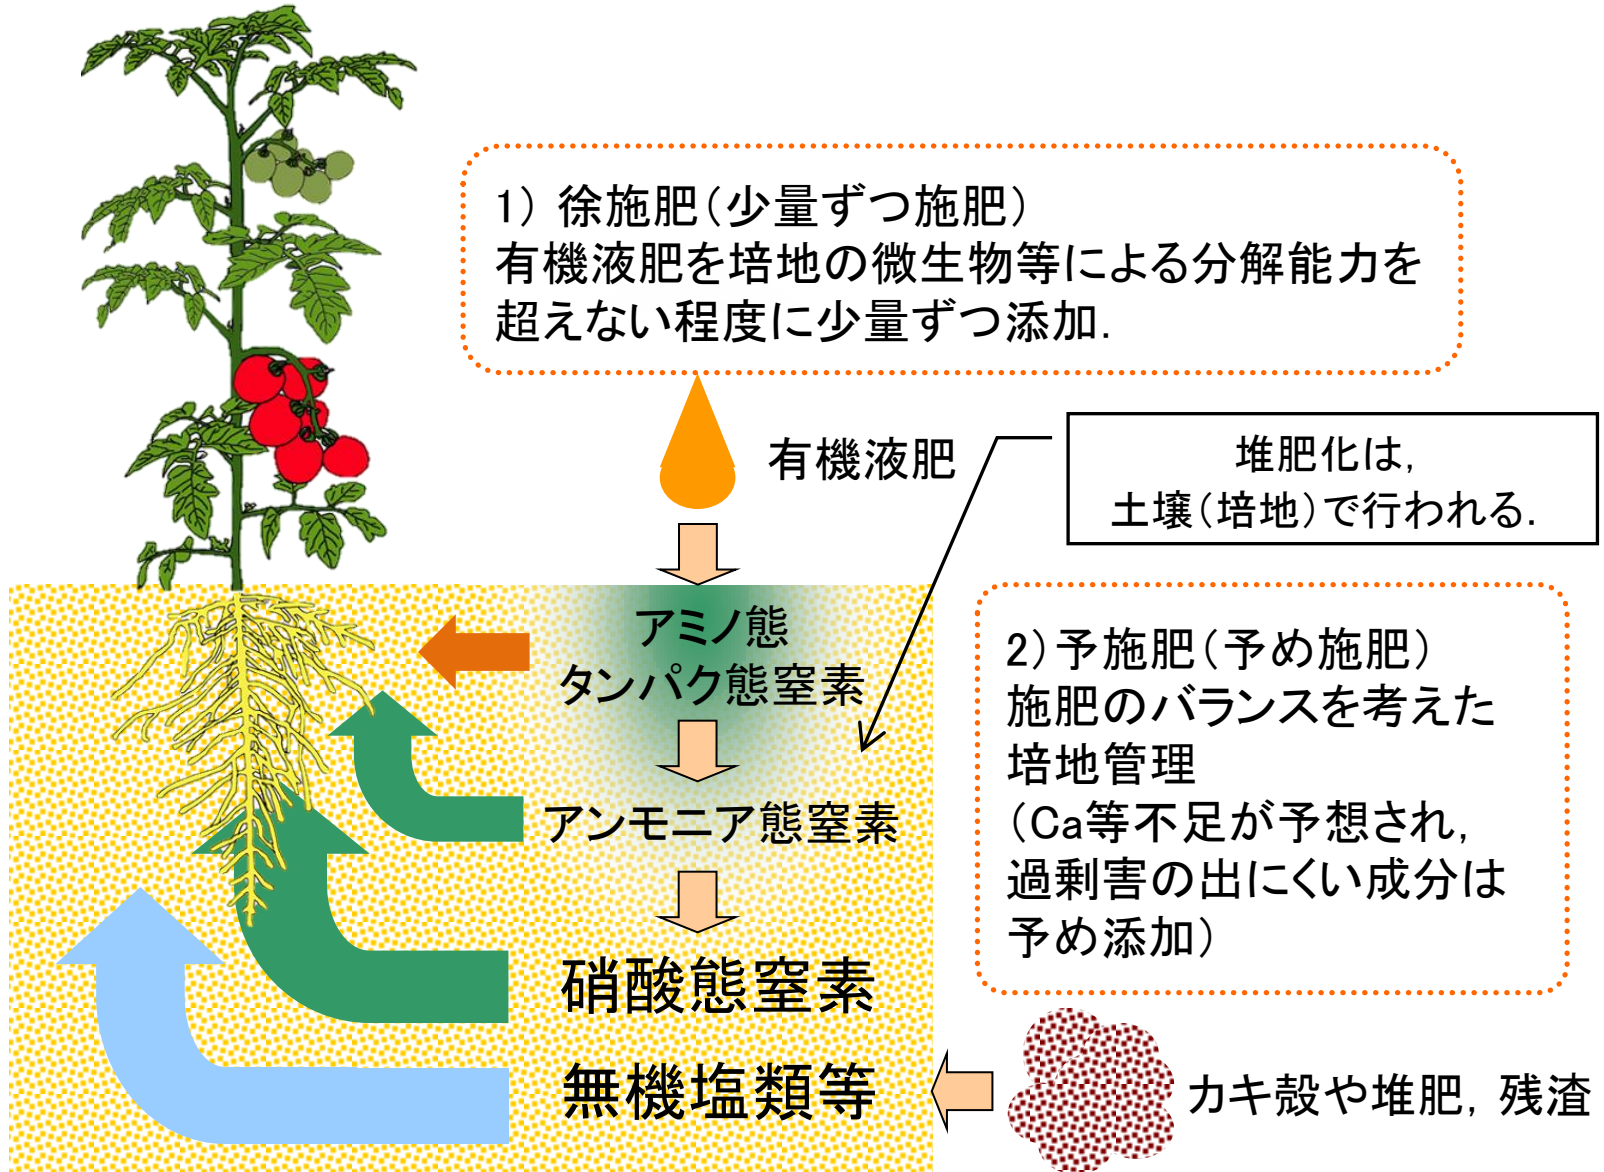 1) 徐施肥(少量ずつ施肥)
有機液肥を培地の微生物等による分解能力を
超えない程度に少量ずつ添加.
有機液肥
堆肥化は,
土壌(培地)で行われる.
アミノ態
タンパク態窒素
アンモニア態窒素
硝酸態窒素
無機塩類等
2)予施肥(予め施肥)
施肥のバランスを考えた
培地管理
(Ca等不足が予想され,
過剰害の出にくい成分は
予め添加)
カキ殻や堆肥, 残渣